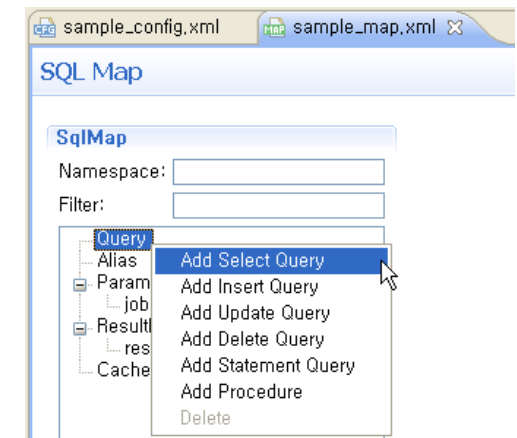 sample_config,xml sample_map,xml
SQL Map
SqlMap
Namespace:
Filter:
Query
Alias Add Select Query
Param Add Insert Query
job Add Update Query
Result Add Delete Query
res Add Statement Query
Cache Add Procedure
Delete